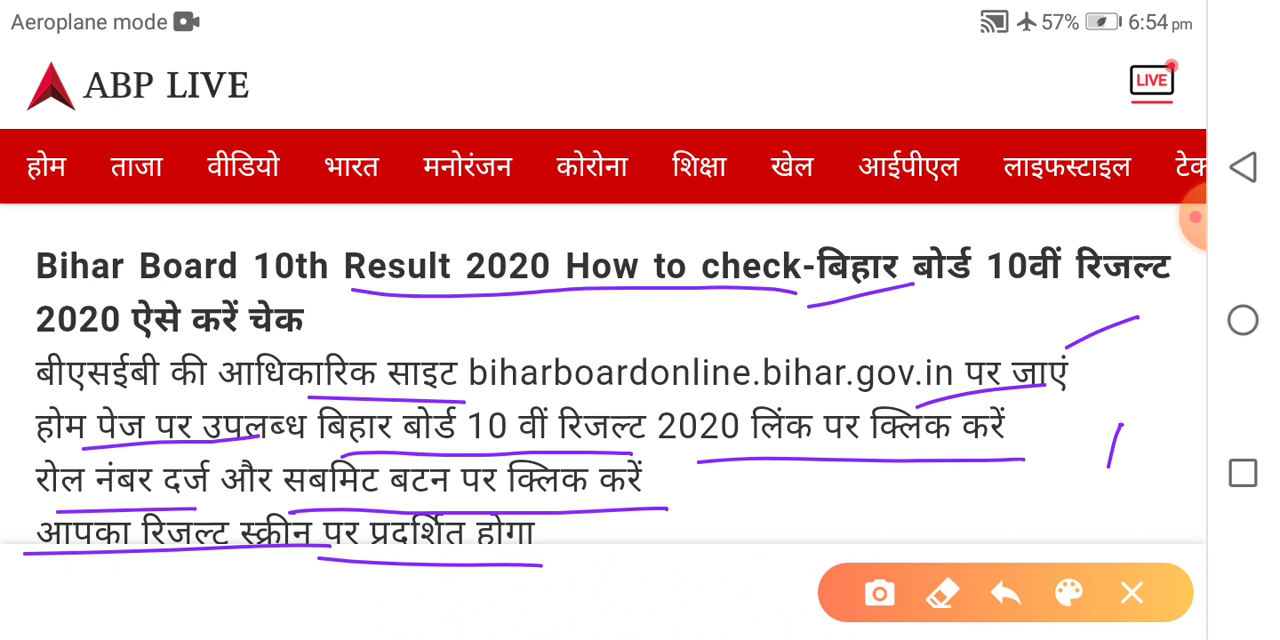 Aeroplane mode 57% 6:54 pm
ABP LIVE LIVE
होम ताजा वीडियो भारत मनोरंजन कोरोना शिक्षा खेल आईपीएल लाइफस्टाइल टेक
Bihar Board 10th Result 2020 How to check-बिहार बोर्ड 10वीं रिजल्ट
2020 ऐसे करें चेक
बीएसईबी की आधिकारिक साइट biharboardonline.bihar.gov.in पर जाएं
होम पेज पर उपलब्ध बिहार बोर्ड 10 वीं रिजल्ट 2020 लिंक पर क्लिक करें
रोल नंबर दर्ज और सबमिट बटन पर क्लिक करें
आपका रिजल्ट स्क्रीन पर प्रदर्शित होगा